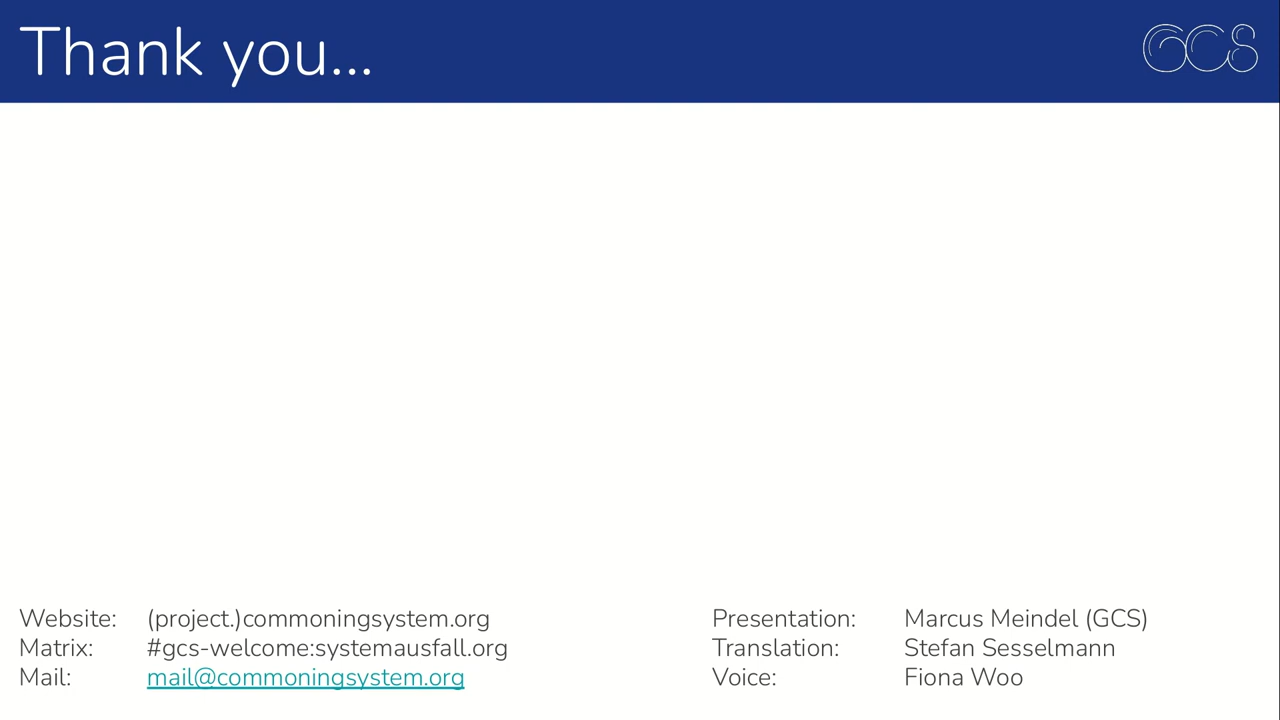 Thank you...
GCS
Website: (project.)commoningsystem.org
Matrix: #gcs-welcome:systemausfall.org
Mail: mail@commoningsystem.org
Presentation: Marcus Meindel (GCS)
Translation: Stefan Sesselmann
Voice: Fiona Woo